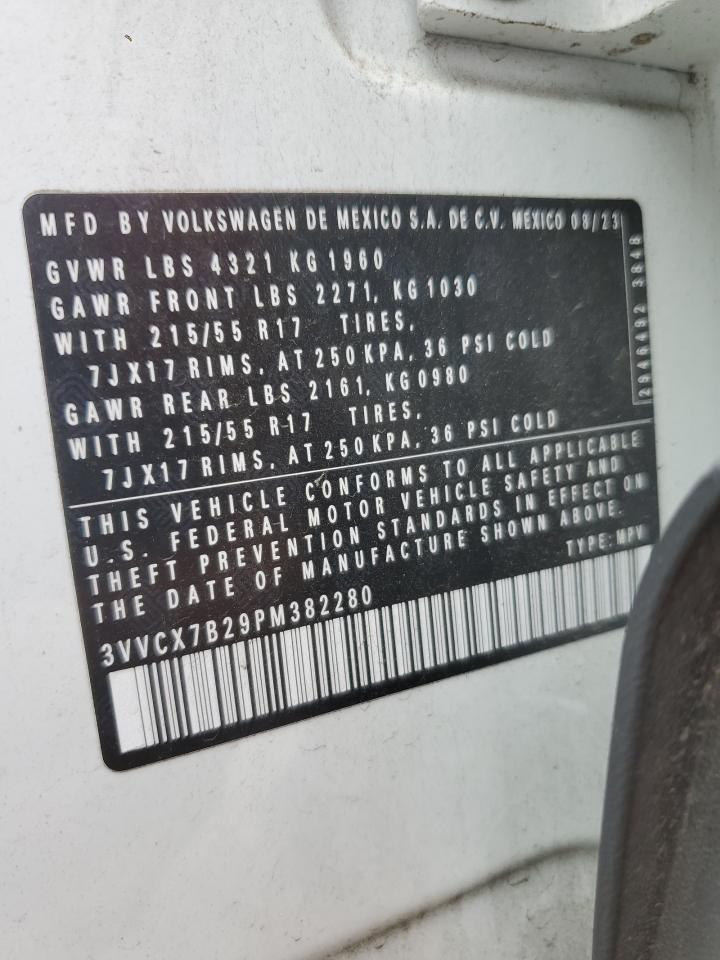 MFD BY VOLKSWAGEN DE MEXICO S.A. DE C.V. MEXICO 08/23
GVWR LBS 4321 KG 1960
GAWR FRONT LBS 2271, KG 1030
WITH 215/55 R17 TIRES,
7JX17 RIMS, AT 250 KPA, 36 PSI COLD
GAWR REAR LBS 2161, KG 0980
WITH 215/55 R17 TIRES,
7JX17 RIMS, AT 250 KPA, 36 PSI COLD
2946492 3848
THIS VEHICLE CONFORMS TO ALL APPLICABLE
U.S. FEDERAL MOTOR VEHICLE SAFETY AND
THEFT PREVENTION STANDARDS IN EFFECT ON
THE DATE OF MANUFACTURE SHOWN ABOVE.
TYPE: MPV
3VVCX7B29PM382280